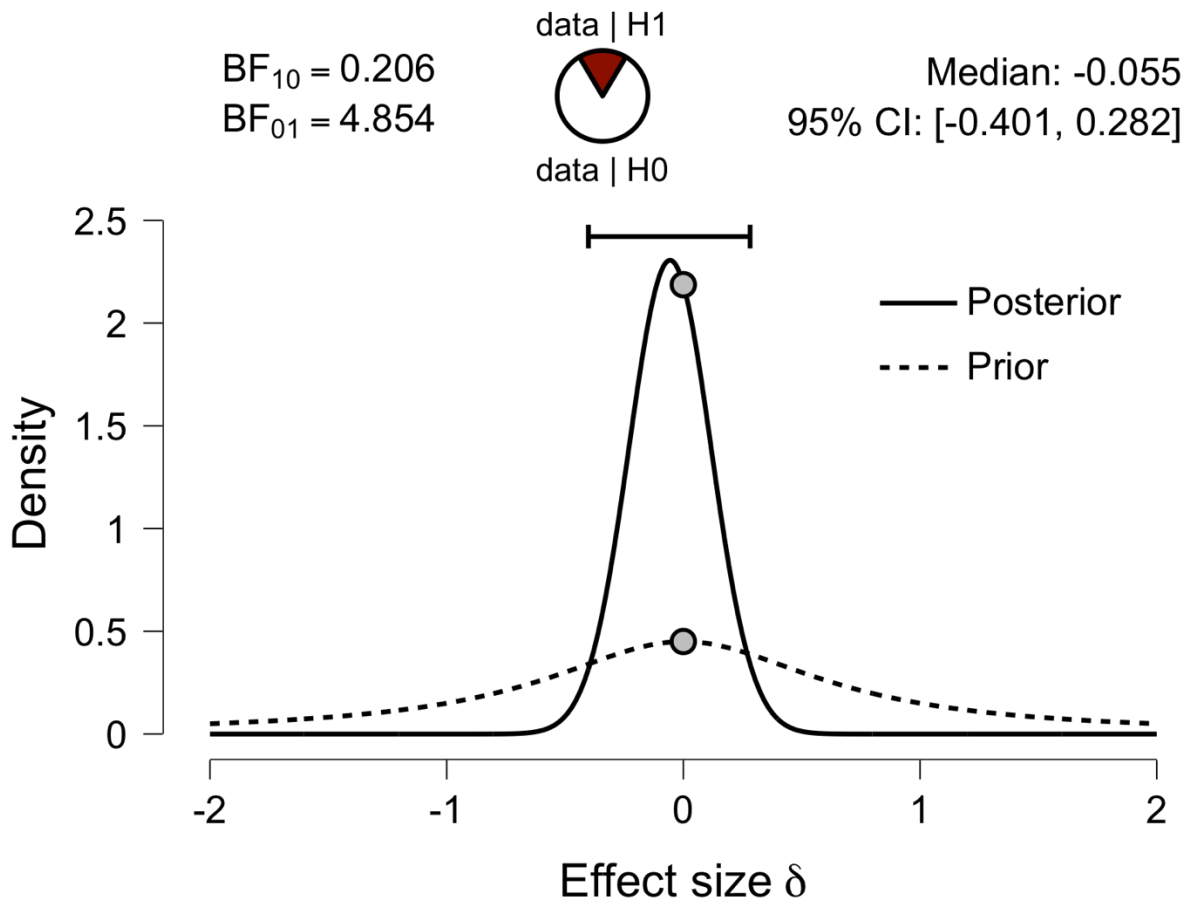 data | H1
BF₁₀ = 0.206
BF₀₁ = 4.854
Median: -0.055
95% CI: [-0.401, 0.282]
data | H0
2.5
2
1.5
1
0.5
0
Density
Posterior
Prior
-2 -1 0 1 2
Effect size δ